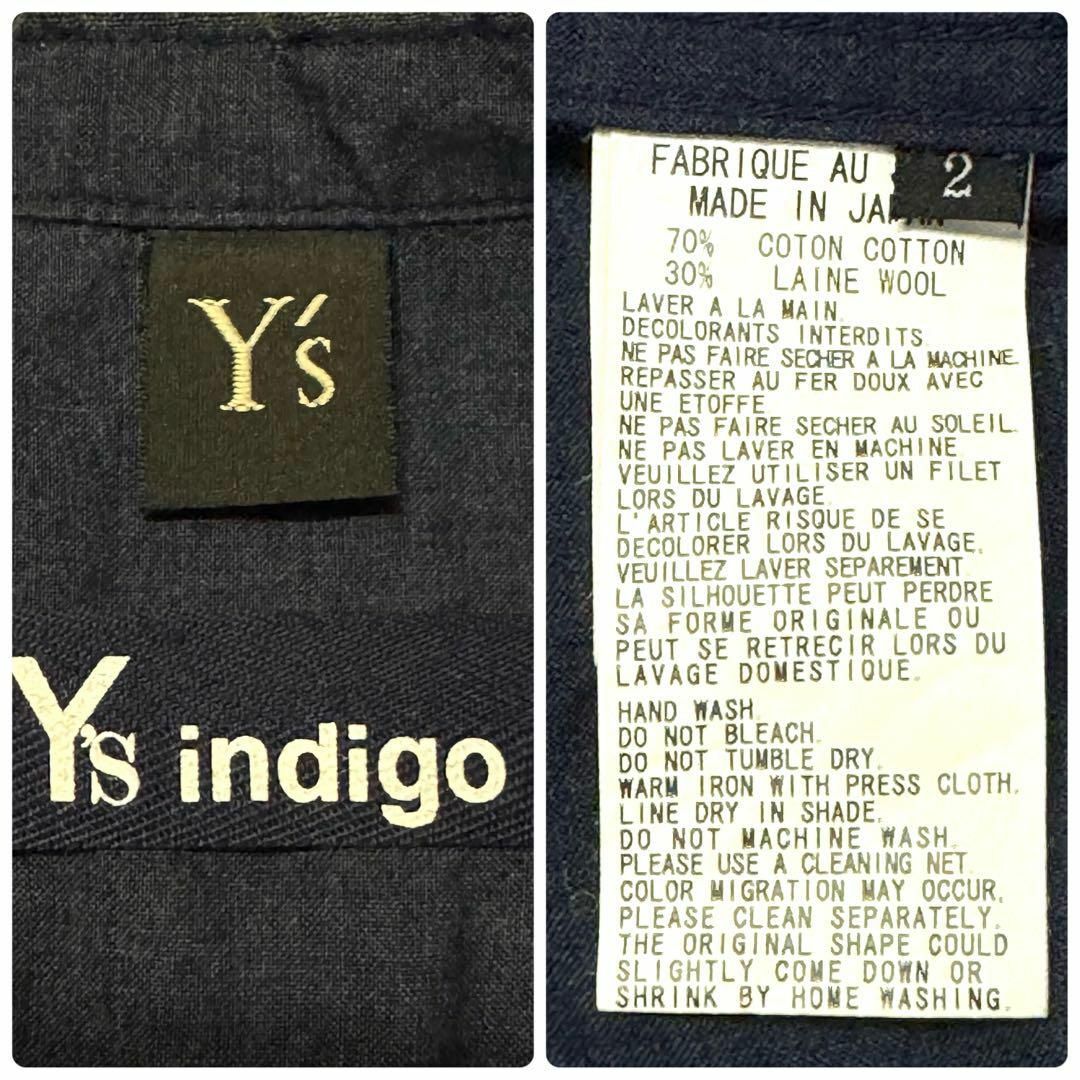 Y's
Y's indigo
2
FABRIQUE AU
MADE IN JAPAN
70% COTON COTTON
30% LAINE WOOL
LAVER A LA MAIN.
DECOLORANTS INTERDITS.
NE PAS FAIRE SECHER A LA MACHINE.
REPASSER AU FER DOUX AVEC
UNE ETOFFE
NE PAS FAIRE SECHER AU SOLEIL.
NE PAS LAVER EN MACHINE.
VEUILLEZ UTILISER UN FILET
LORS DU LAVAGE.
L'ARTICLE RISQUE DE SE
DECOLORER LORS DU LAVAGE.
VEUILLEZ LAVER SEPAREMENT.
LA SILHOUETTE PEUT PERDRE
SA FORME ORIGINALE OU
PEUT SE RETRECIR LORS DU
LAVAGE DOMESTIQUE.
HAND WASH.
DO NOT BLEACH.
DO NOT TUMBLE DRY.
WARM IRON WITH PRESS CLOTH.
LINE DRY IN SHADE.
DO NOT MACHINE WASH.
PLEASE USE A CLEANING NET.
COLOR MIGRATION MAY OCCUR.
PLEASE CLEAN SEPARATELY.
THE ORIGINAL SHAPE COULD
SLIGHTLY COME DOWN OR
SHRINK BY HOME WASHING.